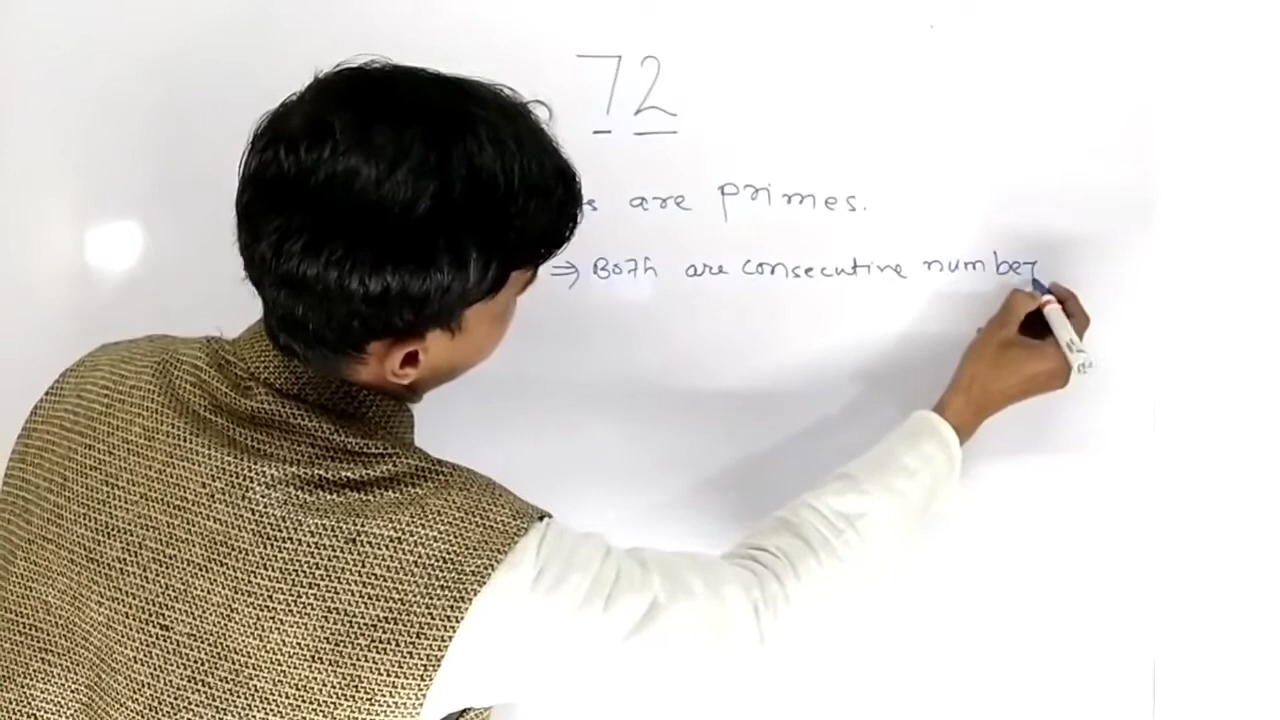 72
are primes.
⇒ Both are consecutive number